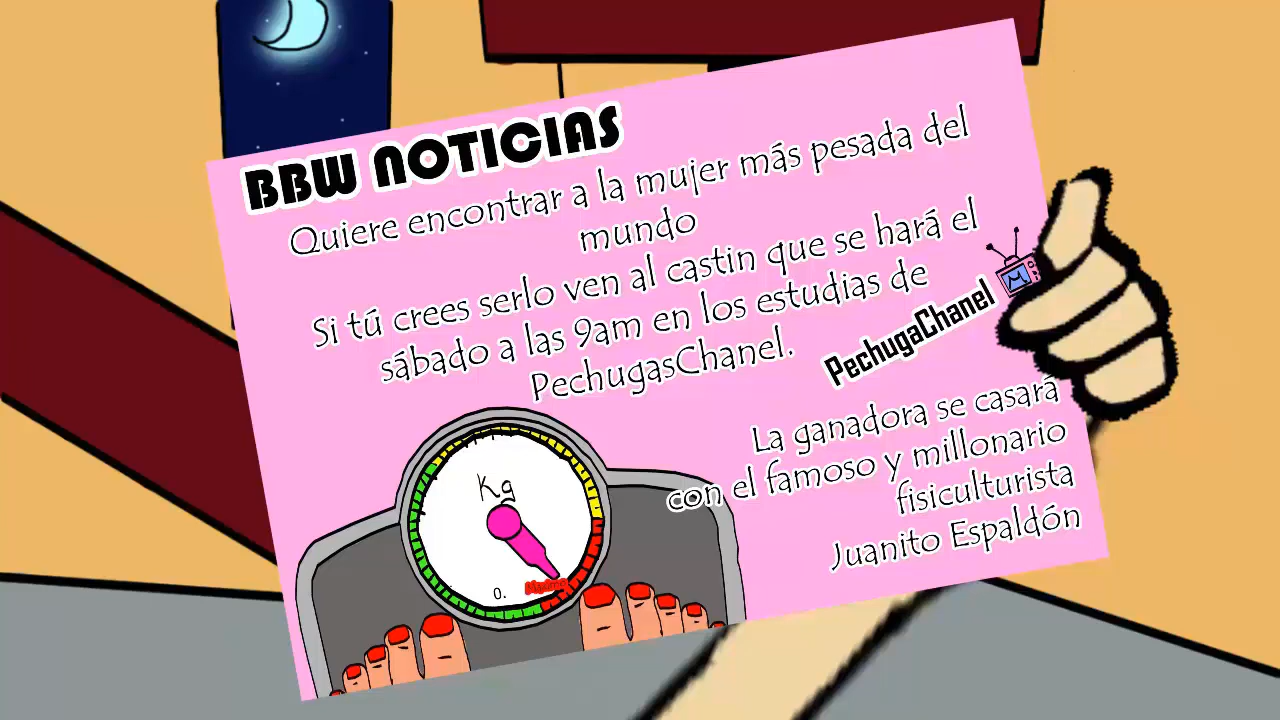 BBW NOTICIAS
Quiere encontrar a la mujer más pesada del
mundo
Si tú crees serlo ven al castin que se hará el
sábado a las 9am en los estudias de
PechugasChanel.
PechugaChanel
La ganadora se casará
con el famoso y millonario
fisiculturista
Juanito Espaldón
Kg
0.